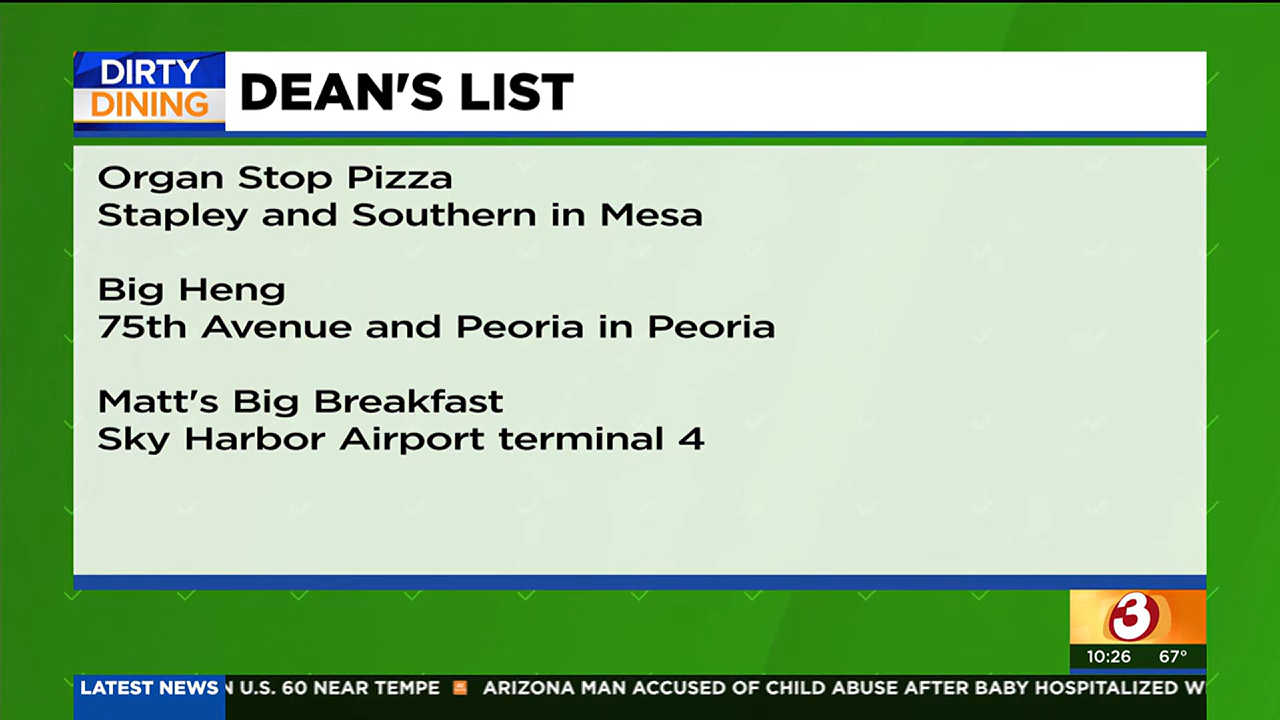 DIRTY
DINING
DEAN'S LIST
Organ Stop Pizza
Stapley and Southern in Mesa
Big Heng
75th Avenue and Peoria in Peoria
Matt's Big Breakfast
Sky Harbor Airport terminal 4
3
10:26 67°
LATEST NEWS U.S. 60 NEAR TEMPE ARIZONA MAN ACCUSED OF CHILD ABUSE AFTER BABY HOSPITALIZED